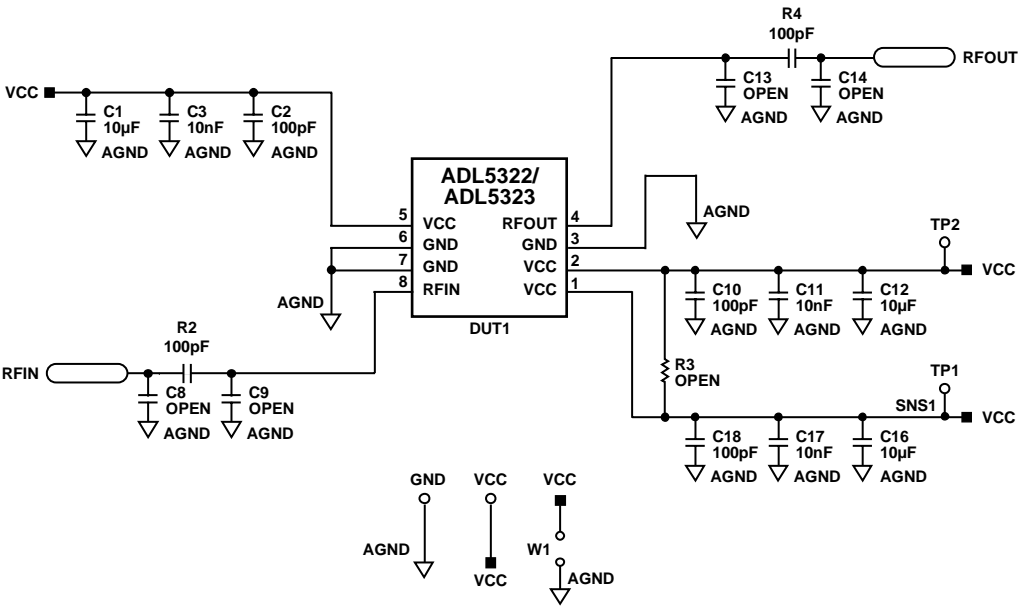 R4
100pF
RFOUT
C13
OPEN
AGND
C14
OPEN
AGND
VCC
C1
10µF
AGND
C3
10nF
AGND
C2
100pF
AGND
ADL5322/
ADL5323
5 VCC
6 GND
7 GND
8 RFIN
RFOUT 4
GND 3
VCC 2
VCC 1
DUT1
AGND
AGND
TP2
VCC
C10
100pF
AGND
C11
10nF
AGND
C12
10µF
AGND
R2
100pF
RFIN
C8
OPEN
AGND
C9
OPEN
AGND
R3
OPEN
TP1
SNS1
VCC
C18
100pF
AGND
C17
10nF
AGND
C16
10µF
AGND
GND
AGND
VCC
VCC
VCC
W1
AGND